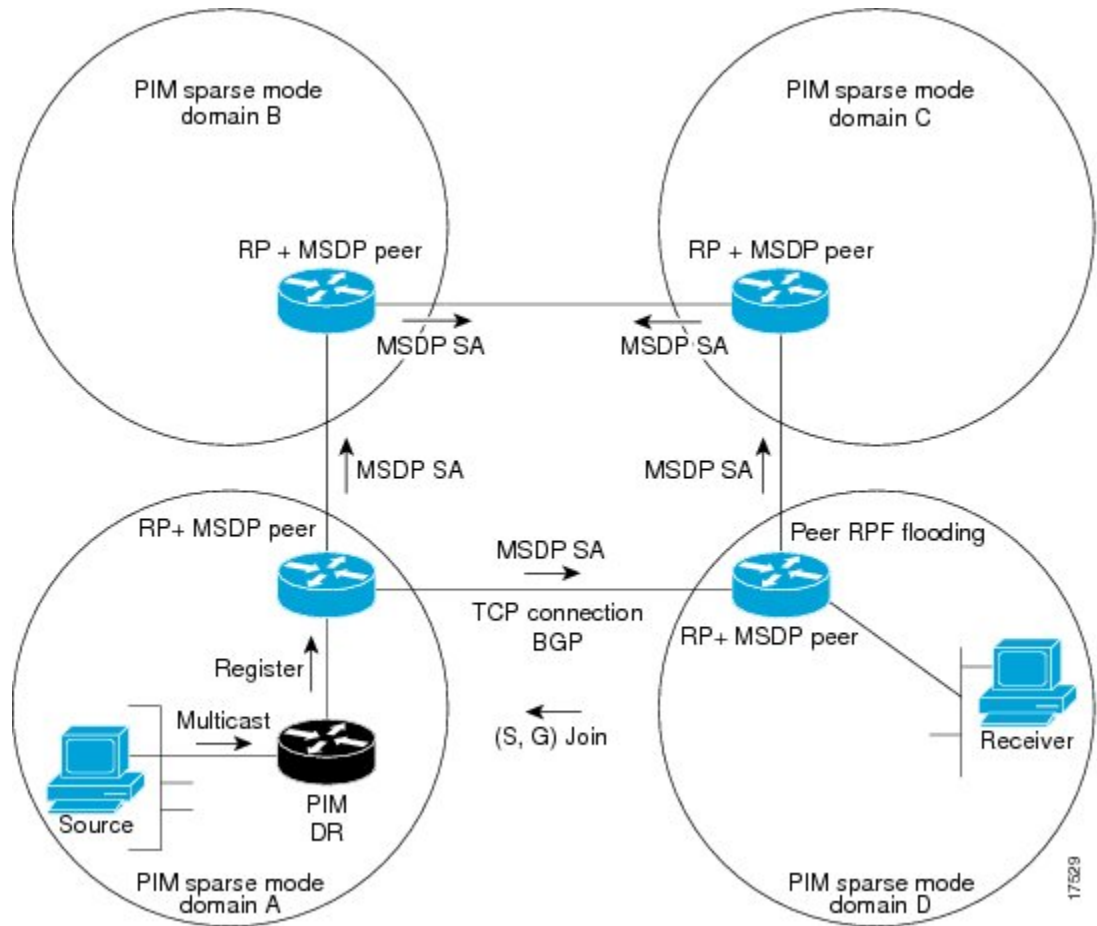 PIM sparse mode
domain B
PIM sparse mode
domain C
RP + MSDP peer
RP + MSDP peer
MSDP SA
MSDP SA
MSDP SA
MSDP SA
RP+ MSDP peer
Peer RPF flooding
MSDP SA
TCP connection
BGP
RP+ MSDP peer
Register
Multicast
(S, G) Join
Receiver
Source
PIM
DR
PIM sparse mode
domain A
PIM sparse mode
domain D
17529